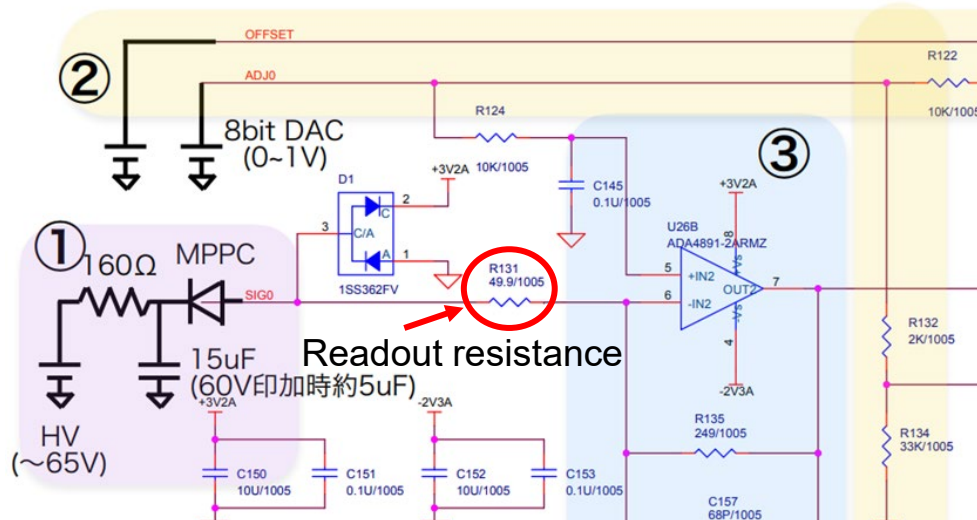 OFFSET
②
ADJ0
8bit DAC
(0~1V)
R124
10K/1005
R122
10K/1005
③
C145
0.1U/1005
+3V2A
D1
3
C/A
C
2
A
1
1SS362FV
+3V2A
U26B
ADA4891-2ARMZ
8
+Vs
5
+IN2
6
-IN2
OUT2
7
-Vs
4
-2V3A
①
160Ω
MPPC
SIG0
R131
49.9/1005
Readout resistance
15uF
(60V印加時約5uF)
HV
(~65V)
R132
2K/1005
R134
33K/1005
R135
249/1005
C157
68P/1005
+3V2A
C150
10U/1005
C151
0.1U/1005
-2V3A
C152
10U/1005
C153
0.1U/1005